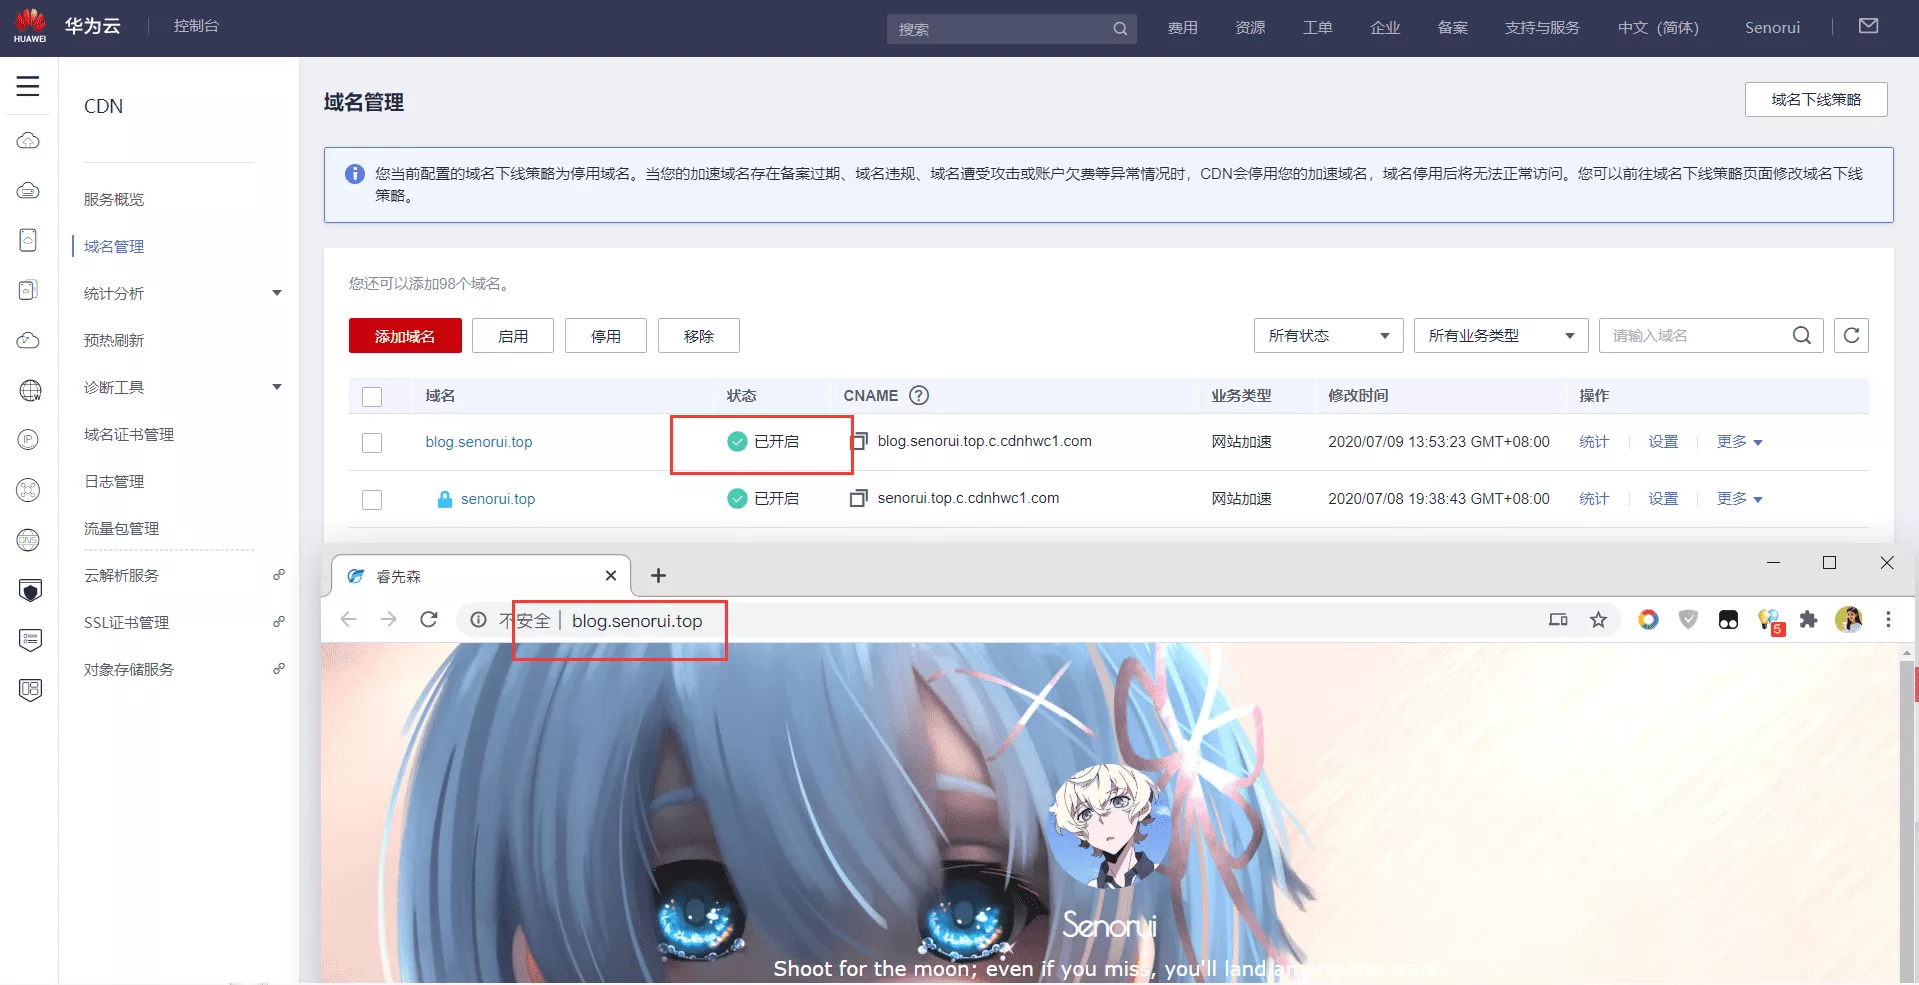 HUAWEI
华为云
控制台
搜索
费用
资源
工单
企业
备案
支持与服务
中文（简体）
Senorui
CDN
服务概览
域名管理
统计分析
预热刷新
诊断工具
域名证书管理
日志管理
流量包管理
云解析服务
SSL证书管理
对象存储服务
IP
DNS
域名管理
域名下线策略
您当前配置的域名下线策略为停用域名。当您的加速域名存在备案过期、域名违规、域名遭受攻击或账户欠费等异常情况时，CDN会停用您的加速域名，域名停用后将无法正常访问。您可以前往域名下线策略页面修改域名下线
策略。
您还可以添加98个域名。
添加域名
启用
停用
移除
所有状态
所有业务类型
请输入域名
域名 状态 CNAME ? 业务类型 修改时间 操作
blog.senorui.top 已开启 blog.senorui.top.c.cdnhwc1.com 网站加速 2020/07/09 13:53:23 GMT+08:00 统计 设置 更多
senorui.top 已开启 senorui.top.c.cdnhwc1.com 网站加速 2020/07/08 19:38:43 GMT+08:00 统计 设置 更多
睿先森
不安全 | blog.senorui.top
5
Senorui
Shoot for the moon; even if you miss, you'll land among the stars